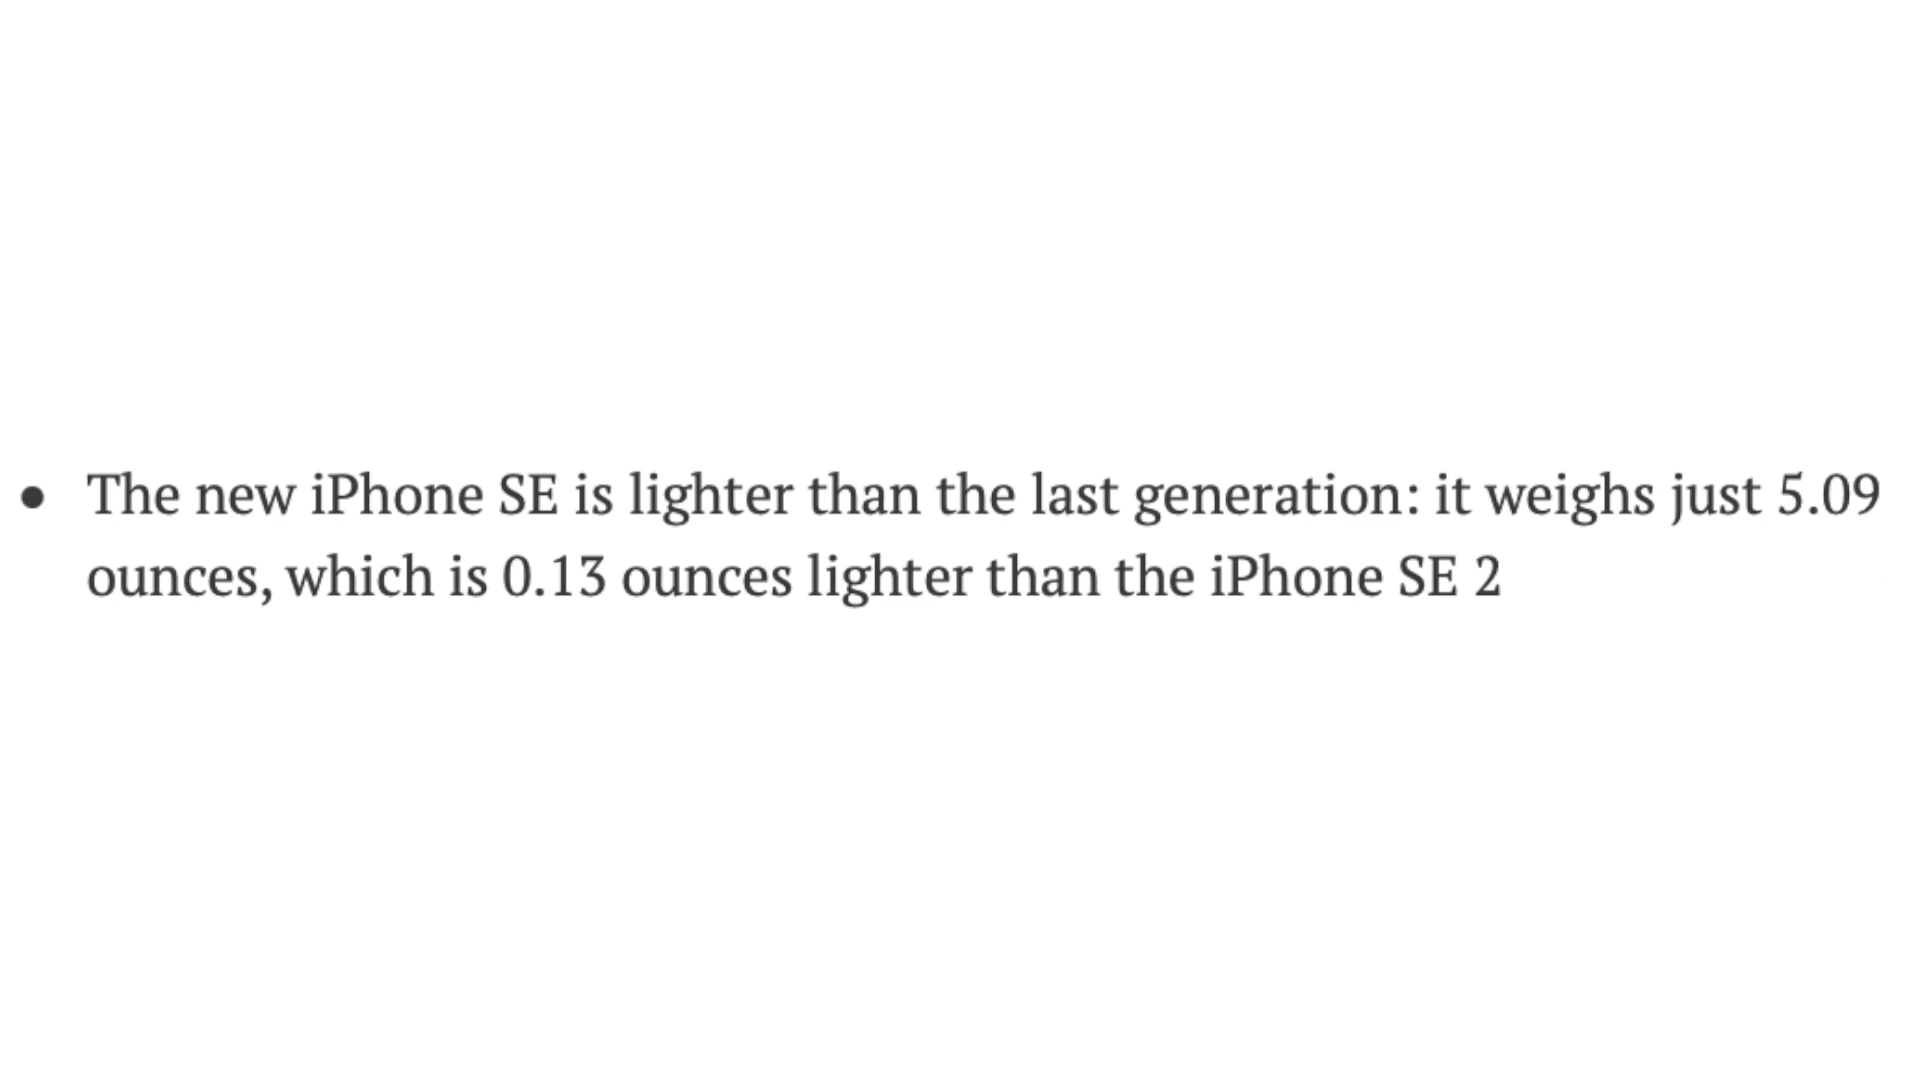 • The new iPhone SE is lighter than the last generation: it weighs just 5.09
ounces, which is 0.13 ounces lighter than the iPhone SE 2